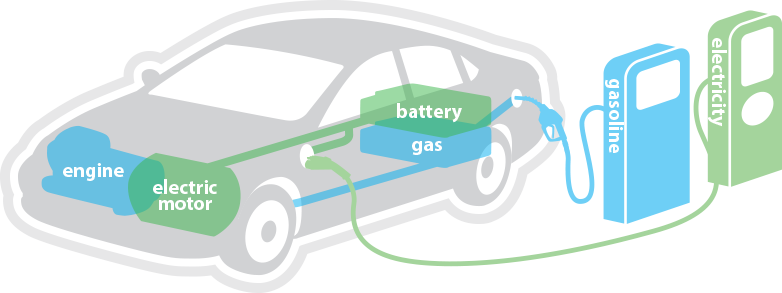 battery
gas
engine
electric
motor
gasoline
electricity